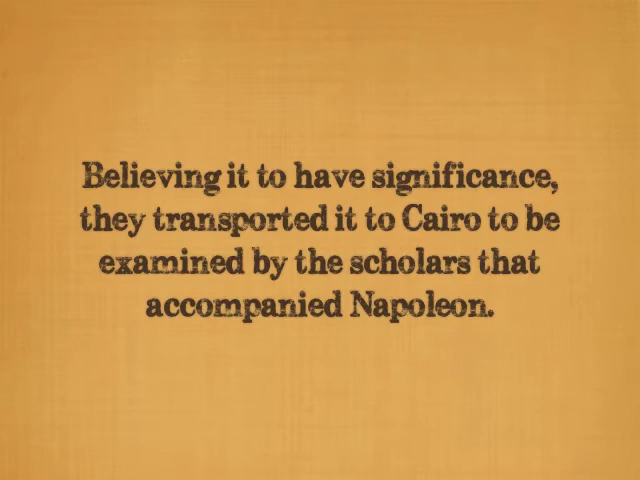 Believing it to have significance,
they transported it to Cairo to be
examined by the scholars that
accompanied Napoleon.